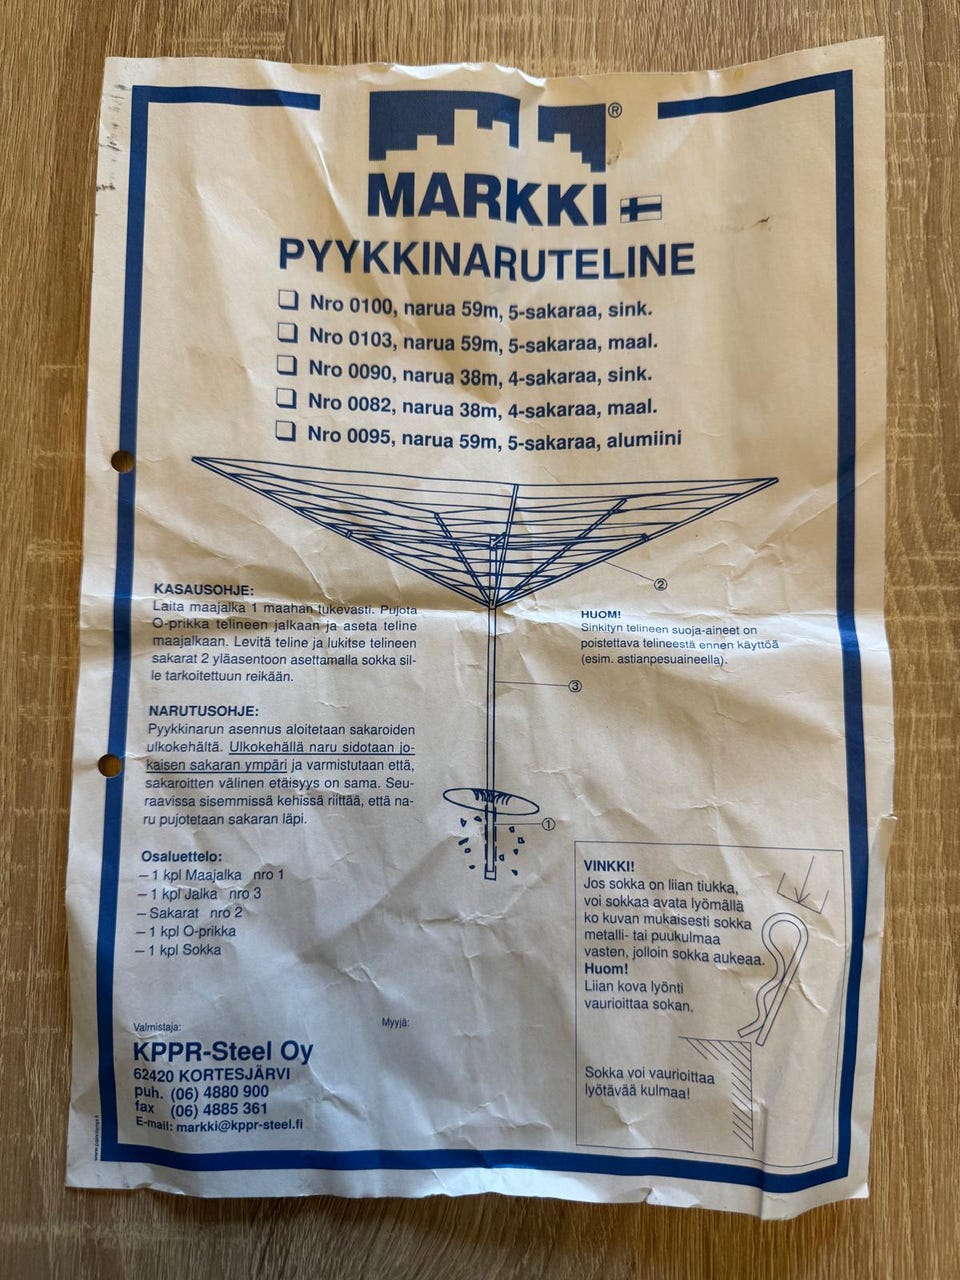 ®
MARKKI
PYYKKINARUTELINE
Nro 0100, narua 59m, 5-sakaraa, sink.
Nro 0103, narua 59m, 5-sakaraa, maal.
Nro 0090, narua 38m, 4-sakaraa, sink.
Nro 0082, narua 38m, 4-sakaraa, maal.
Nro 0095, narua 59m, 5-sakaraa, alumiini
KASAUSOHJE:
Laita maajalka 1 maahan tukevasti. Pujota
O-prikka telineen jalkaan ja aseta teline
maajalkaan. Levitä teline ja lukitse telineen
sakarat 2 yläasentoon asettamalla sokka sil-
le tarkoitettuun reikään.
2
HUOM!
Sinkityn telineen suoja-aineet on
poistettava telineestä ennen käyttöä
(esim. astianpesuaineella).
3
NARUTUSOHJE:
Pyykkinarun asennus aloitetaan sakaroiden
ulkokehältä. Ulkokehällä naru sidotaan jo-
kaisen sakaran ympäri ja varmistutaan että,
sakaroitten välinen etäisyys on sama. Seu-
raavissa sisemmissä kehissä riittää, että na-
ru pujotetaan sakaran läpi.
1
Osaluettelo:
– 1 kpl Maajalka nro 1
– 1 kpl Jalka nro 3
– Sakarat nro 2
– 1 kpl O-prikka
– 1 kpl Sokka
VINKKI!
Jos sokka on liian tiukka,
voi sokkaa avata lyömällä
ko kuvan mukaisesti sokka
metalli- tai puukulmaa
vasten, jolloin sokka aukeaa.
Huom!
Liian kova lyönti
vaurioittaa sokan.
Sokka voi vaurioittaa
lyötävää kulmaa!
Valmistaja:
Myyjä:
KPPR-Steel Oy
62420 KORTESJÄRVI
puh. (06) 4880 900
fax (06) 4885 361
E-mail: markki@kppr-steel.fi